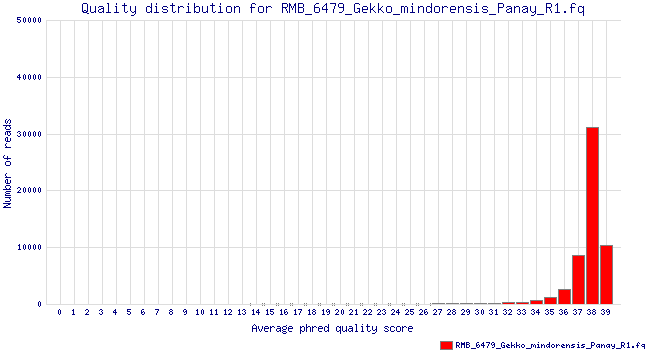 Quality distribution for RMB_6479_Gekko_mindorensis_Panay_R1.fq
50000
40000
30000
20000
10000
0
Number of reads
0 1 2 3 4 5 6 7 8 9 10 11 12 13 14 15 16 17 18 19 20 21 22 23 24 25 26 27 28 29 30 31 32 33 34 35 36 37 38 39
Average phred quality score
RMB_6479_Gekko_mindorensis_Panay_R1.fq